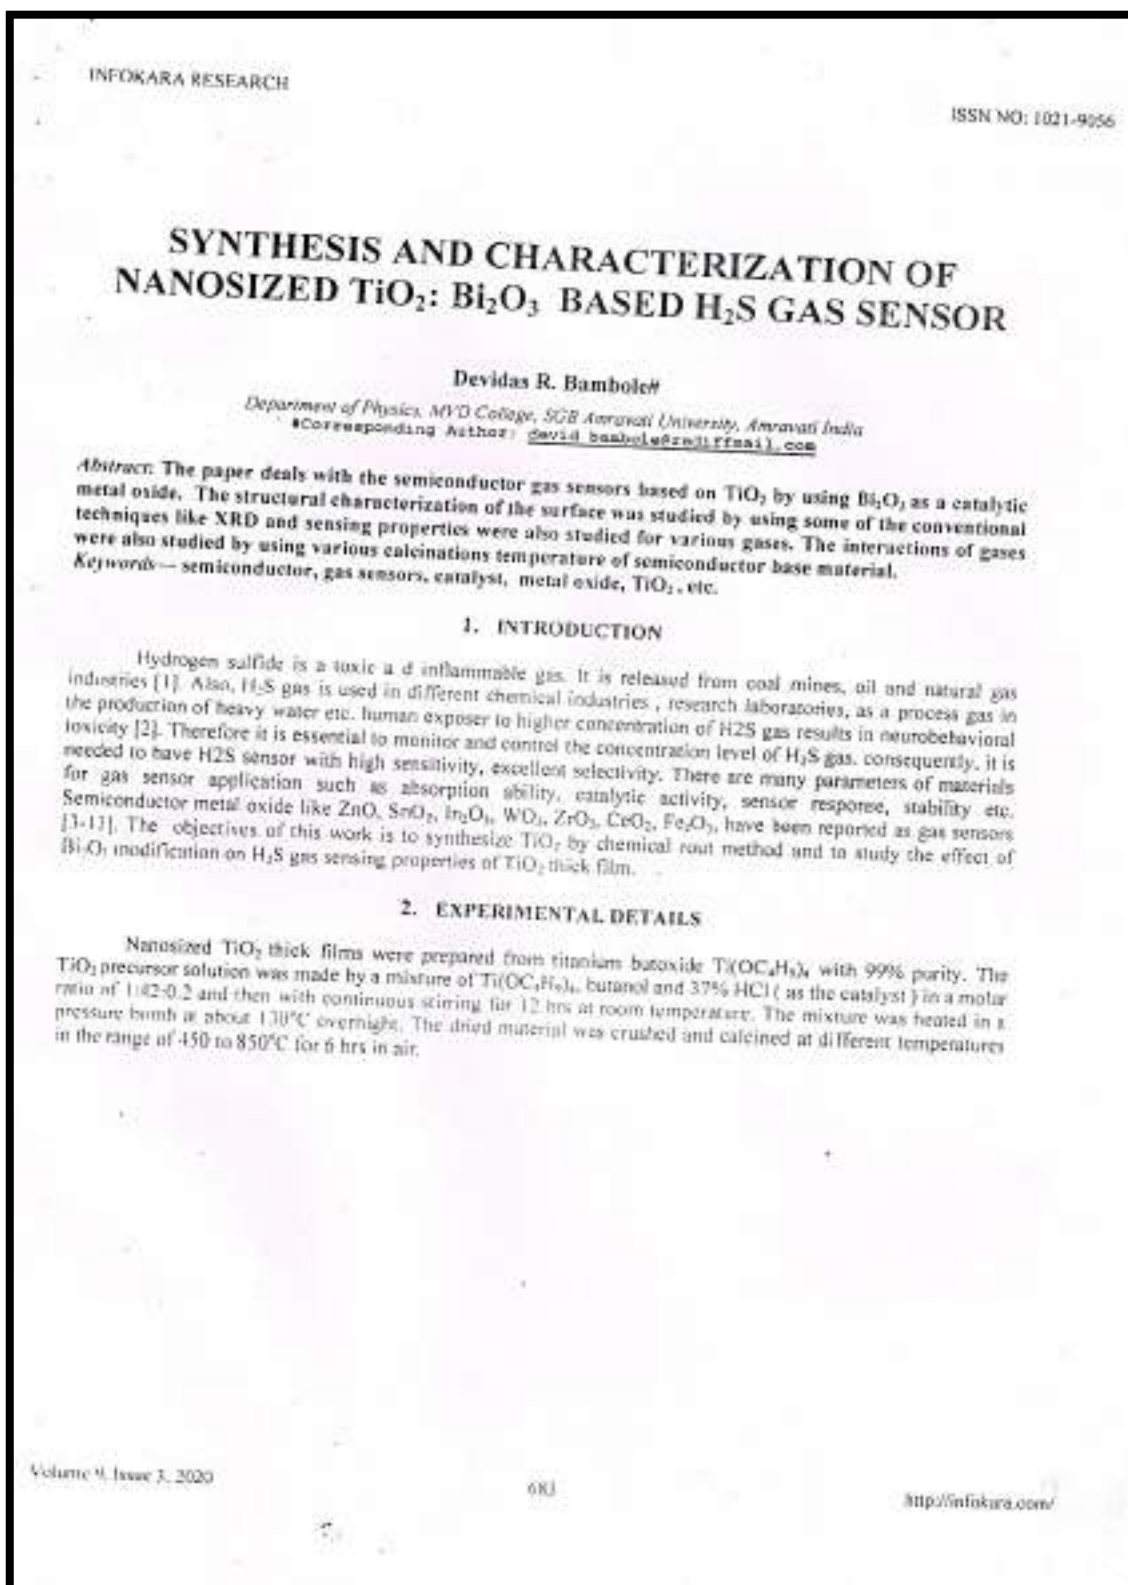 INFOKARA RESEARCH
ISSN NO: 1021-9056
SYNTHESIS AND CHARACTERIZATION OF
NANOSIZED TiO₂: Bi₂O₃ BASED H₂S GAS SENSOR
Devidas R. Bambole#
Department of Physics, MVD College, SGB Amravati University, Amravati India
#Corresponding Author: david_bambole@rediffmail.com
Abstract: The paper deals with the semiconductor gas sensors based on TiO₂ by using Bi₂O₃ as a catalytic
metal oxide. The structural characterization of the surface was studied by using some of the conventional
techniques like XRD and sensing properties were also studied for various gases. The interactions of gases
were also studied by using various calcinations temperature of semiconductor base material.
Keywords— semiconductor, gas sensors, catalyst, metal oxide, TiO₂, etc.
1. INTRODUCTION
Hydrogen sulfide is a toxic a d inflammable gas. It is released from coal mines, oil and natural gas
industries [1]. Also, H₂S gas is used in different chemical industries , research laboratories, as a process gas in
the production of heavy water etc. human exposer to higher concentration of H2S gas results in neurobehavioral
toxicity [2]. Therefore it is essential to monitor and control the concentration level of H₂S gas. consequently, it is
needed to have H2S sensor with high sensitivity, excellent selectivity. There are many parameters of materials
for gas sensor application such as absorption ability, catalytic activity, sensor response, stability etc.
Semiconductor metal oxide like ZnO, SnO₂, In₂O₃, WO₃, ZrO₂, CeO₂, Fe₂O₃, have been reported as gas sensors
[3-13]. The objectives of this work is to synthesize TiO₂ by chemical rout method and to study the effect of
Bi₂O₃ modification on H₂S gas sensing properties of TiO₂ thick film.
2. EXPERIMENTAL DETAILS
Nanosized TiO₂ thick films were prepared from titanium butoxide Ti(OC₄H₉)₄ with 99% purity. The
TiO₂ precursor solution was made by a mixture of Ti(OC₄H₉)₄, butanol and 37% HCl ( as the catalyst ) in a molar
ratio of 1:42-0.2 and then with continuous stirring for 12 hrs at room temperature. The mixture was heated in a
pressure bomb at about 130°C overnight. The dried material was crushed and calcined at different temperatures
in the range of 450 to 850°C for 6 hrs in air.
Volume 9, Issue 3, 2020
683
http://infokara.com/